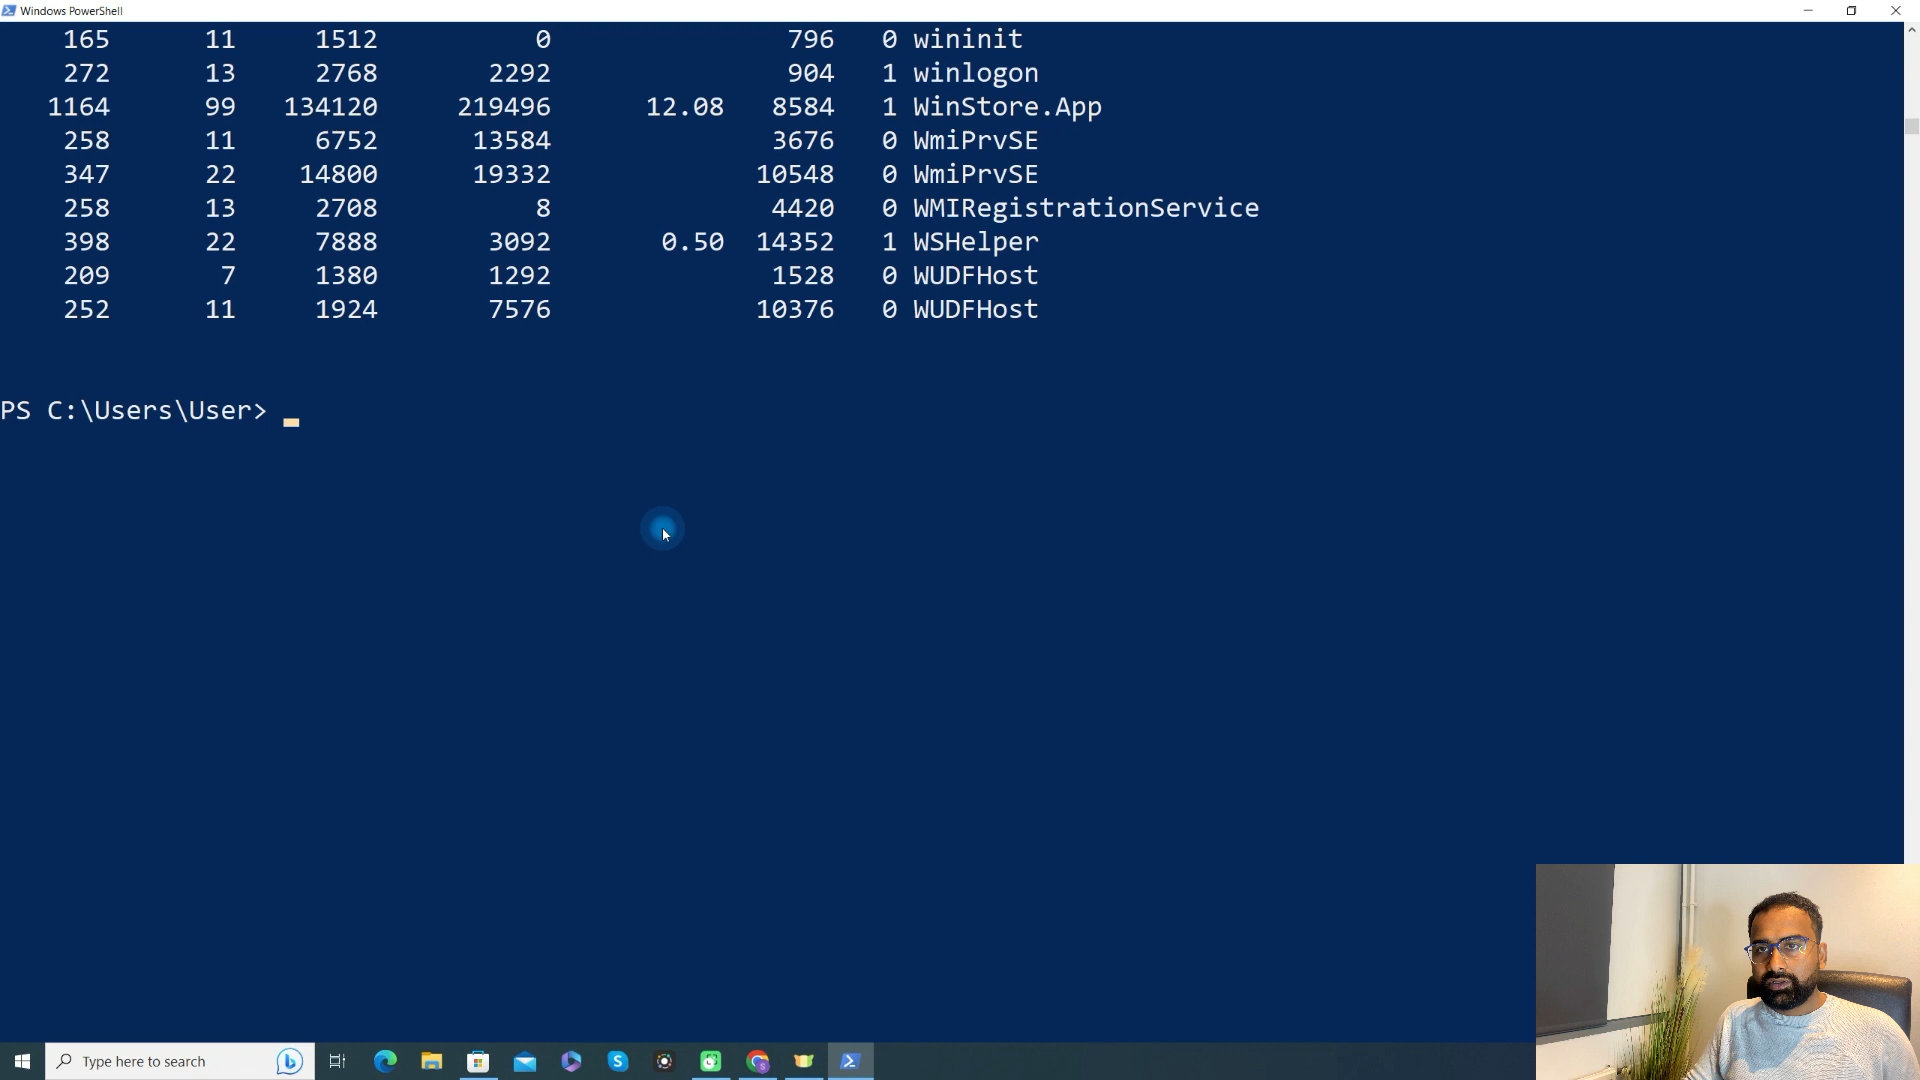 Windows PowerShell
165 11 1512 0 796 0 wininit
272 13 2768 2292 904 1 winlogon
1164 99 134120 219496 12.08 8584 1 WinStore.App
258 11 6752 13584 3676 0 WmiPrvSE
347 22 14800 19332 10548 0 WmiPrvSE
258 13 2708 8 4420 0 WMIRegistrationService
398 22 7888 3092 0.50 14352 1 WSHelper
209 7 1380 1292 1528 0 WUDFHost
252 11 1924 7576 10376 0 WUDFHost
PS C:\Users\User>
Type here to search